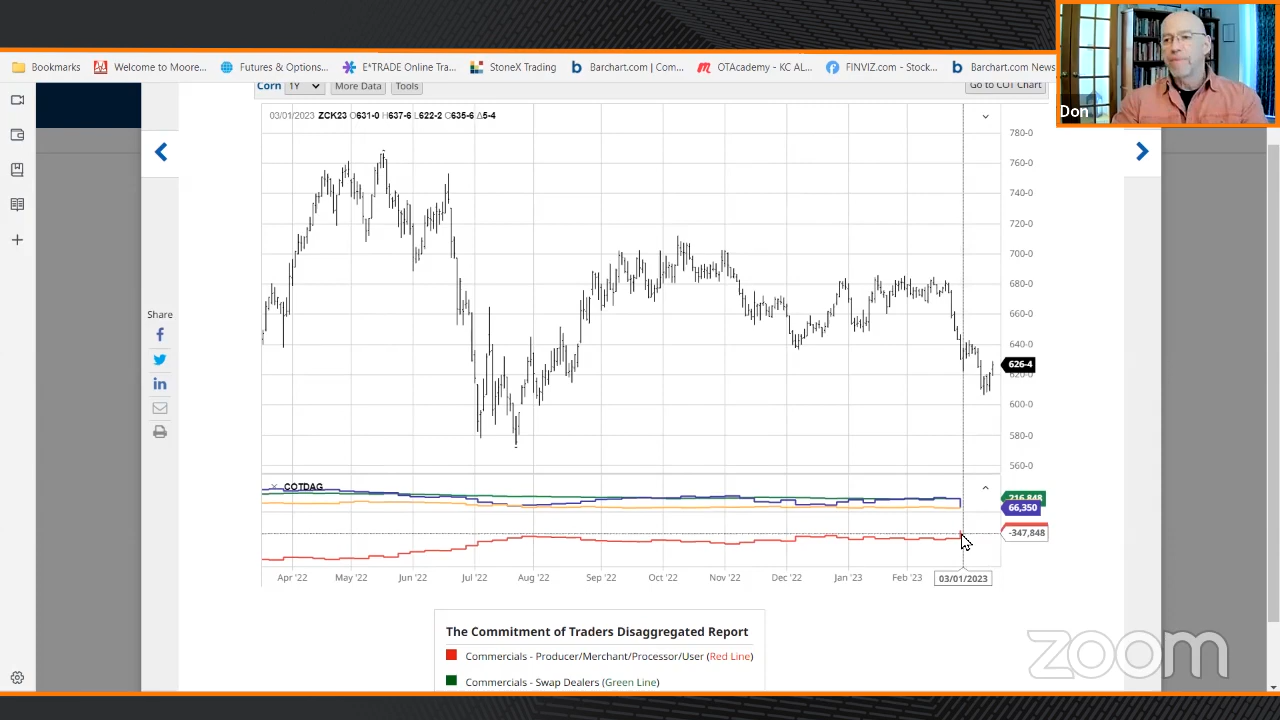 Bookmarks
Welcome to Moore...
Futures & Options...
E*TRADE Online Tra...
StoneX Trading
Barchart.com | Com...
OTAcademy - KC AL...
FINVIZ.com - Stock...
Barchart.com News
Don
Corn 1Y More Data Tools
Go to COT Chart
03/01/2023 ZCK23 O631-0 H637-6 L622-2 C635-6 Δ5-4
780-0
760-0
740-0
720-0
700-0
680-0
660-0
640-0
626-4
620-0
600-0
580-0
560-0
Share
COTDAG
216,848
66,350
-347,848
Apr '22 May '22 Jun '22 Jul '22 Aug '22 Sep '22 Oct '22 Nov '22 Dec '22 Jan '23 Feb '23 03/01/2023
The Commitment of Traders Disaggregated Report
Commercials - Producer/Merchant/Processor/User (Red Line)
Commercials - Swap Dealers (Green Line)
zoom